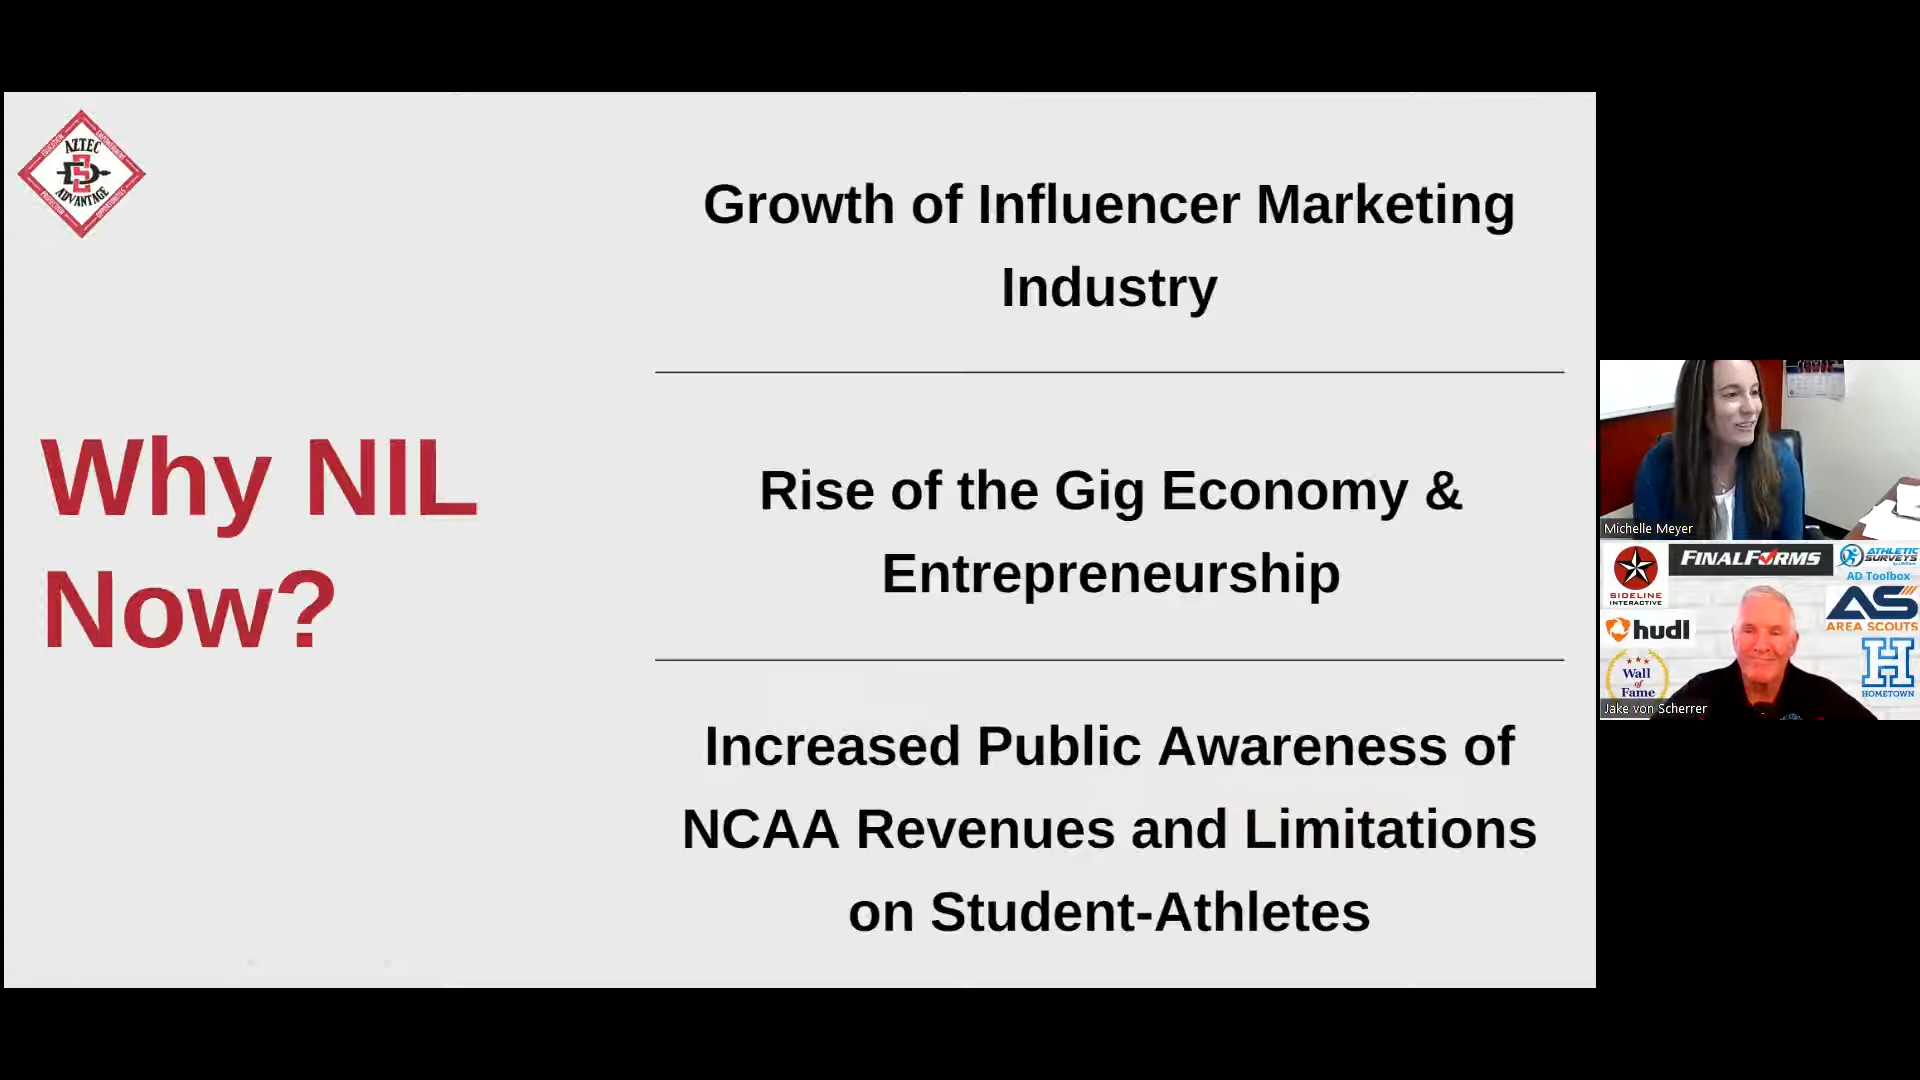 AZTEC
SD
ADVANTAGE
Why NIL
Now?
Growth of Influencer Marketing
Industry
Rise of the Gig Economy &
Entrepreneurship
Increased Public Awareness of
NCAA Revenues and Limitations
on Student-Athletes
Michelle Meyer
SIDELINE
INTERACTIVE
FINALFORMS
ATHLETIC
SURVEYS
AD Toolbox
AS
AREA SCOUTS
hudl
Wall
of
Fame
H
HOMETOWN
Jake von Scherrer